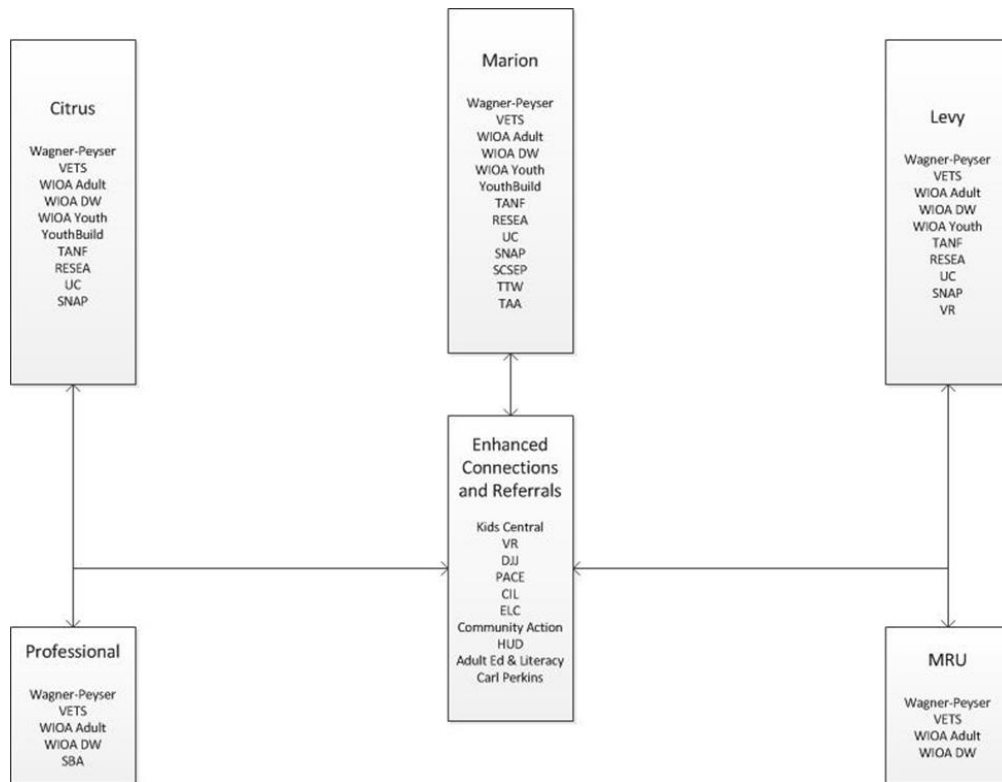 Citrus
Wagner-Peyser
VETS
WIOA Adult
WIOA DW
WIOA Youth
YouthBuild
TANF
RESEA
UC
SNAP
Marion
Wagner-Peyser
VETS
WIOA Adult
WIOA DW
WIOA Youth
YouthBuild
TANF
RESEA
UC
SNAP
SCSEP
TTW
TAA
Levy
Wagner-Peyser
VETS
WIOA Adult
WIOA DW
WIOA Youth
TANF
RESEA
UC
SNAP
VR
Enhanced
Connections
and Referrals
Kids Central
VR
DJJ
PACE
CIL
ELC
Community Action
HUD
Adult Ed & Literacy
Carl Perkins
Professional
Wagner-Peyser
VETS
WIOA Adult
WIOA DW
SBA
MRU
Wagner-Peyser
VETS
WIOA Adult
WIOA DW